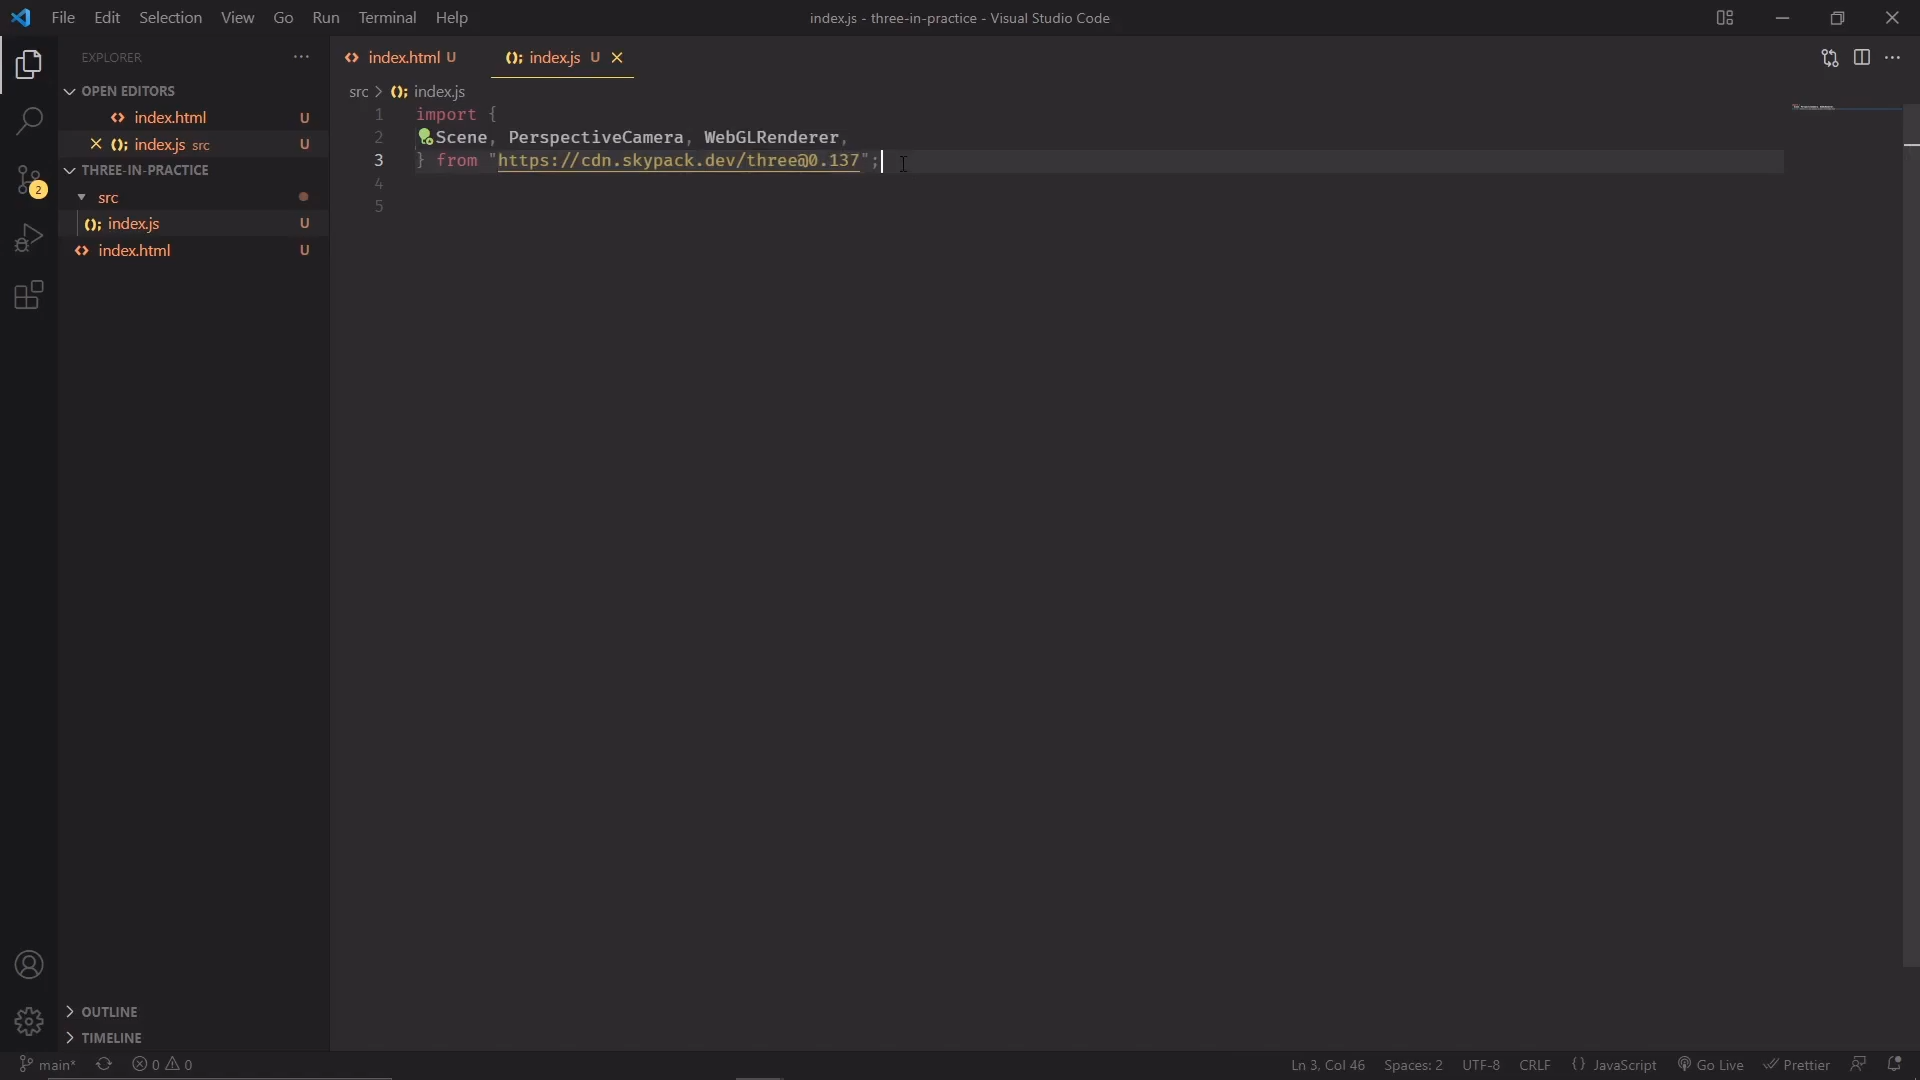 File Edit Selection View Go Run Terminal Help
index.js - three-in-practice - Visual Studio Code
EXPLORER
OPEN EDITORS
index.html U
index.js src U
THREE-IN-PRACTICE
src
index.js U
index.html U
OUTLINE
TIMELINE
index.html U
index.js U
src > index.js
1 import {
2 Scene, PerspectiveCamera, WebGLRenderer,
3 } from "https://cdn.skypack.dev/three@0.137";
4
5
2
main* 0 0
Ln 3, Col 46 Spaces: 2 UTF-8 CRLF {} JavaScript Go Live Prettier